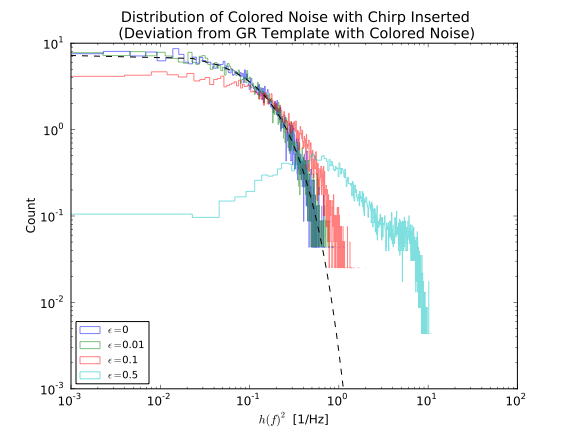 Distribution of Colored Noise with Chirp Inserted
(Deviation from GR Template with Colored Noise)
Count
10^1
10^0
10^-1
10^-2
10^-3
ϵ=0
ϵ=0.01
ϵ=0.1
ϵ=0.5
10^-3 10^-2 10^-1 10^0 10^1 10^2
h(f)^2 [1/Hz]